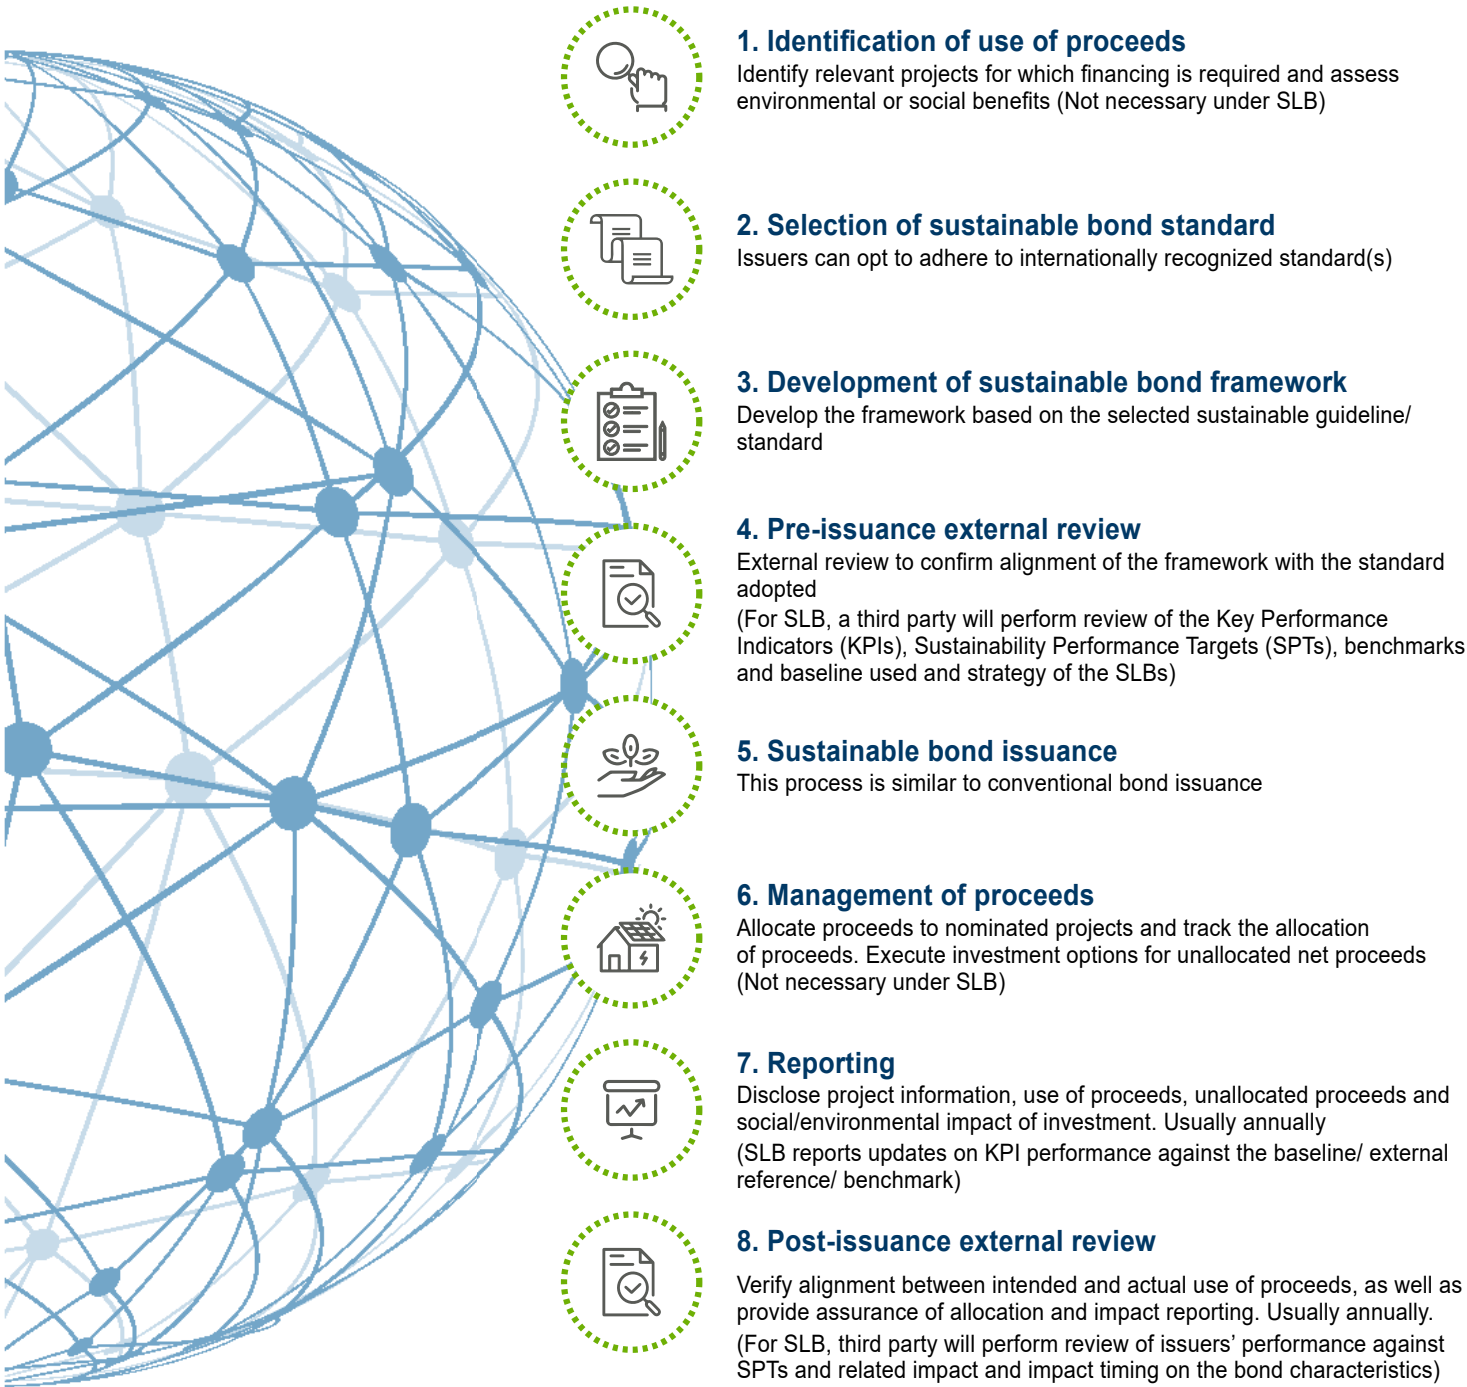 1. Identification of use of proceeds
Identify relevant projects for which financing is required and assess
environmental or social benefits (Not necessary under SLB)
2. Selection of sustainable bond standard
Issuers can opt to adhere to internationally recognized standard(s)
3. Development of sustainable bond framework
Develop the framework based on the selected sustainable guideline/
standard
4. Pre-issuance external review
External review to confirm alignment of the framework with the standard
adopted
(For SLB, a third party will perform review of the Key Performance
Indicators (KPIs), Sustainability Performance Targets (SPTs), benchmarks
and baseline used and strategy of the SLBs)
5. Sustainable bond issuance
This process is similar to conventional bond issuance
6. Management of proceeds
Allocate proceeds to nominated projects and track the allocation
of proceeds. Execute investment options for unallocated net proceeds
(Not necessary under SLB)
7. Reporting
Disclose project information, use of proceeds, unallocated proceeds and
social/environmental impact of investment. Usually annually
(SLB reports updates on KPI performance against the baseline/ external
reference/ benchmark)
8. Post-issuance external review
Verify alignment between intended and actual use of proceeds, as well as
provide assurance of allocation and impact reporting. Usually annually.
(For SLB, third party will perform review of issuers’ performance against
SPTs and related impact and impact timing on the bond characteristics)